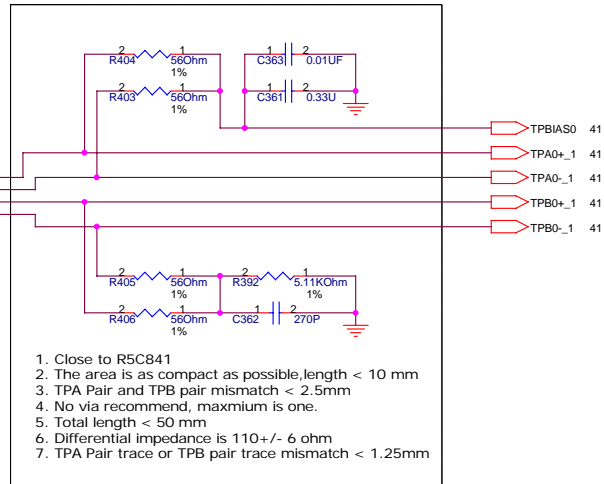 2 1 1 2
R404 56Ohm C363 0.01UF
1%
2 1 1 2
R403 56Ohm C361 0.33U
1%
TPBIAS0 41
TPA0+_1 41
TPA0-_1 41
TPB0+_1 41
TPB0-_1 41
2 1 2 1
R405 56Ohm R392 5.11KOhm
1% 1%
2 1 1 2
R406 56Ohm C362 270P
1%
1. Close to R5C841
2. The area is as compact as possible,length < 10 mm
3. TPA Pair and TPB pair mismatch < 2.5mm
4. No via recommend, maxmium is one.
5. Total length < 50 mm
6. Differential impedance is 110+/- 6 ohm
7. TPA Pair trace or TPB pair trace mismatch < 1.25mm